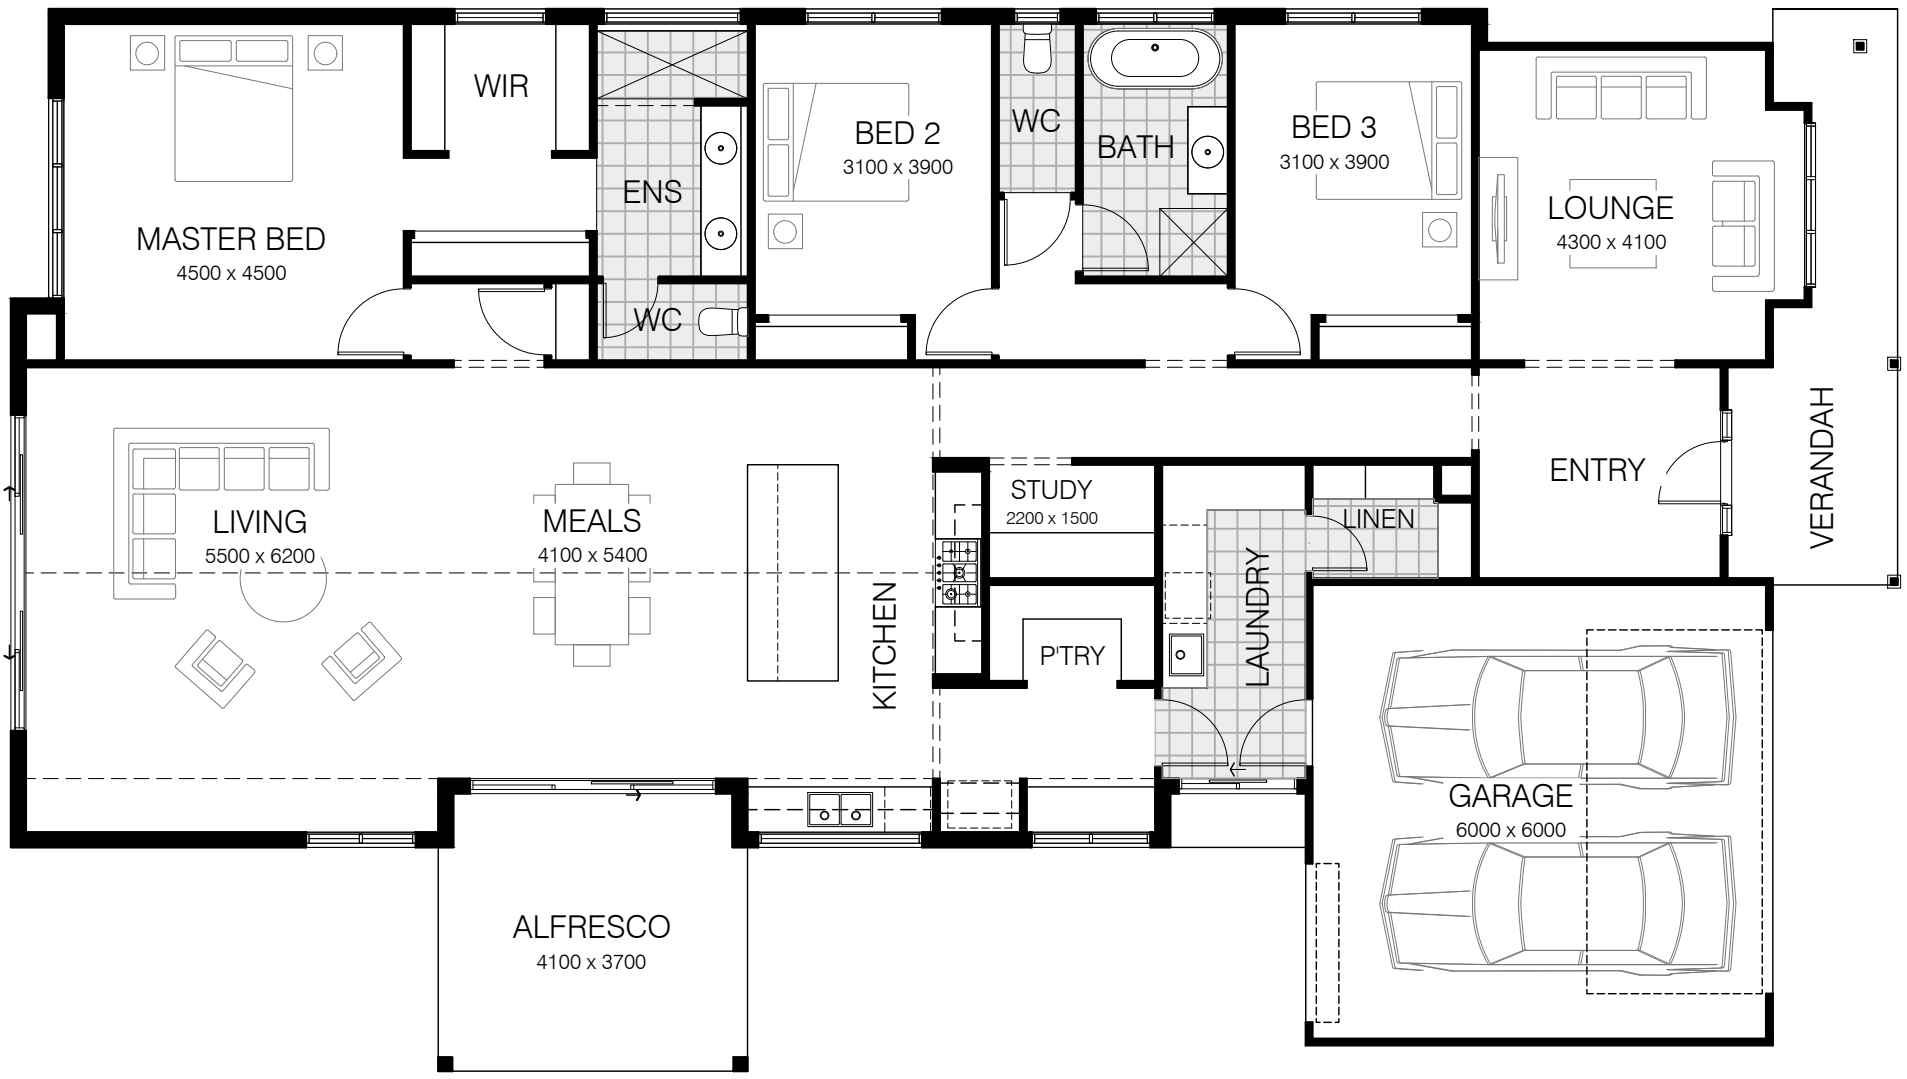 WIR
MASTER BED
4500 x 4500
ENS
WC
BED 2
3100 x 3900
WC
BATH
BED 3
3100 x 3900
LOUNGE
4300 x 4100
LIVING
5500 x 6200
MEALS
4100 x 5400
KITCHEN
STUDY
2200 x 1500
P'TRY
LAUNDRY
LINEN
ENTRY
VERANDAH
GARAGE
6000 x 6000
ALFRESCO
4100 x 3700